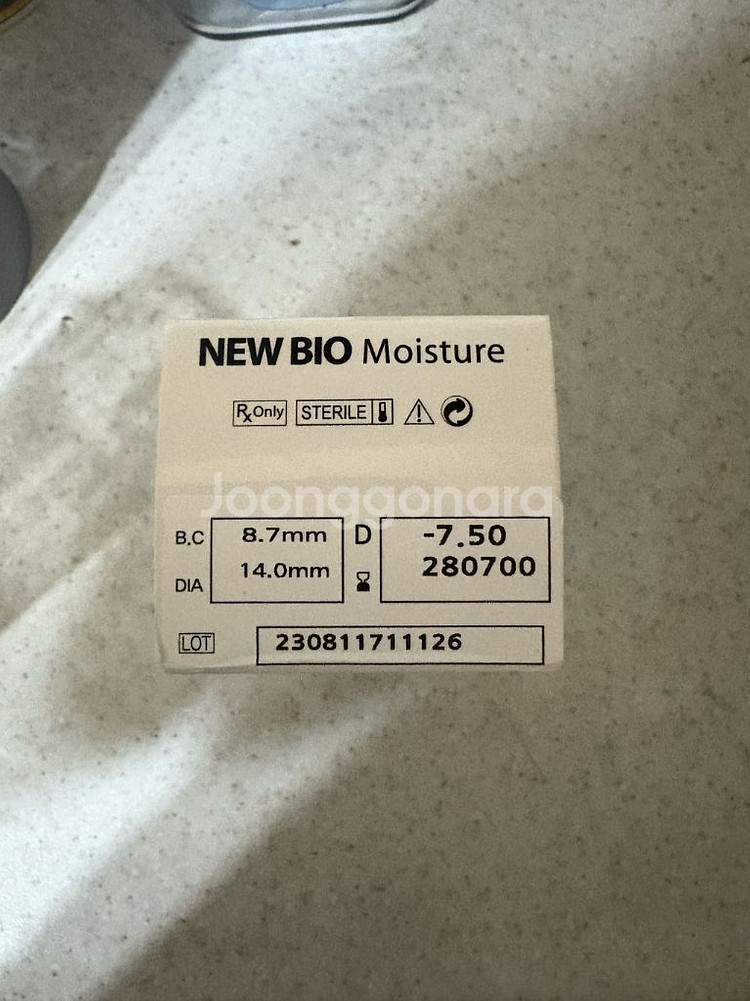 NEW BIO Moisture
Rx Only STERILE
Joonggonara
B.C 8.7mm D -7.50
DIA 14.0mm 280700
LOT 230811711126